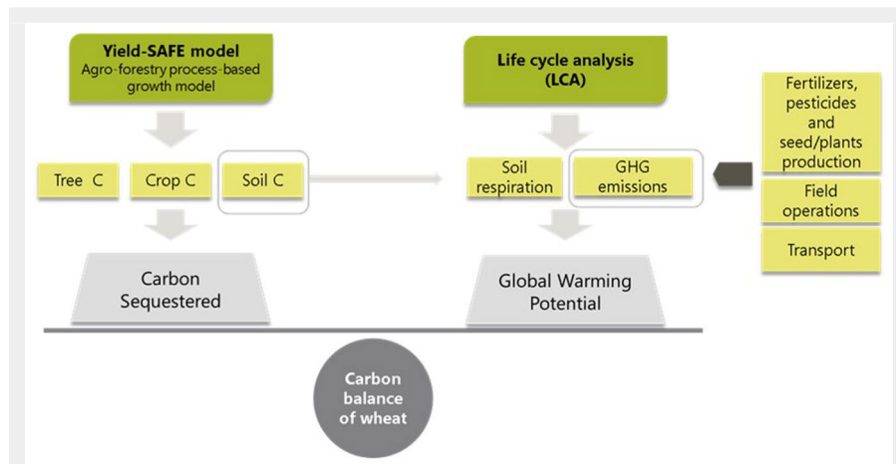 Yield-SAFE model
Agro-forestry process-based
growth model
Life cycle analysis
(LCA)
Fertilizers,
pesticides
and
seed/plants
production
Tree C
Crop C
Soil C
Soil
respiration
GHG
emissions
Field
operations
Transport
Carbon
Sequestered
Global Warming
Potential
Carbon
balance
of wheat